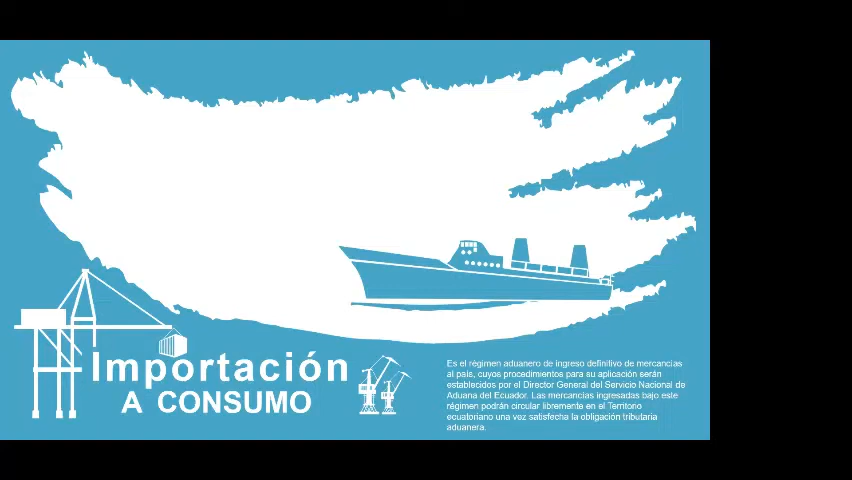 Importación
A CONSUMO
Es el régimen aduanero de ingreso definitivo de mercancías
al país, cuyos procedimientos para su aplicación serán
establecidos por el Director General del Servicio Nacional de
Aduana del Ecuador. Las mercancías ingresadas bajo este
régimen podrán circular libremente en el Territorio
ecuatoriano una vez satisfecha la obligación tributaria
aduanera.